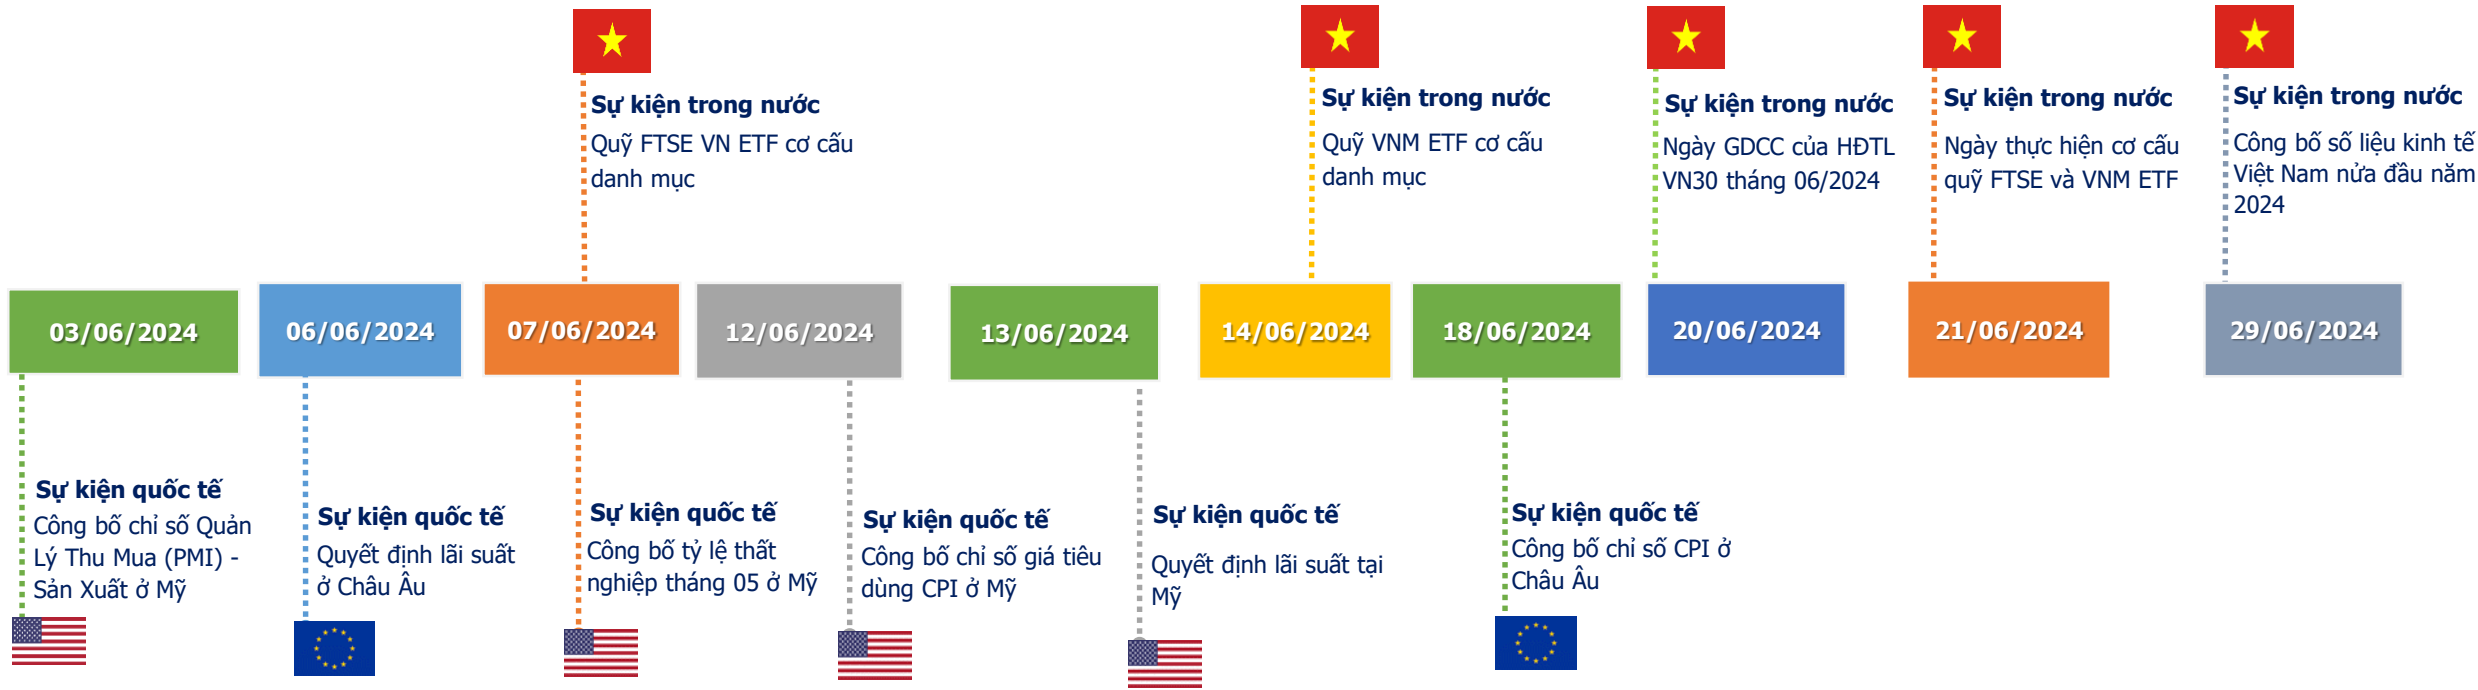 Sự kiện trong nước
Quỹ FTSE VN ETF cơ cấu
danh mục
Sự kiện trong nước
Quỹ VNM ETF cơ cấu
danh mục
Sự kiện trong nước
Ngày GDCC của HĐTL
VN30 tháng 06/2024
Sự kiện trong nước
Ngày thực hiện cơ cấu
quỹ FTSE và VNM ETF
Sự kiện trong nước
Công bố số liệu kinh tế
Việt Nam nửa đầu năm
2024
03/06/2024
06/06/2024
07/06/2024
12/06/2024
13/06/2024
14/06/2024
18/06/2024
20/06/2024
21/06/2024
29/06/2024
Sự kiện quốc tế
Công bố chỉ số Quản
Lý Thu Mua (PMI) -
Sản Xuất ở Mỹ
Sự kiện quốc tế
Quyết định lãi suất
ở Châu Âu
Sự kiện quốc tế
Công bố tỷ lệ thất
nghiệp tháng 05 ở Mỹ
Sự kiện quốc tế
Công bố chỉ số giá tiêu
dùng CPI ở Mỹ
Sự kiện quốc tế
Quyết định lãi suất tại
Mỹ
Sự kiện quốc tế
Công bố chỉ số CPI ở
Châu Âu